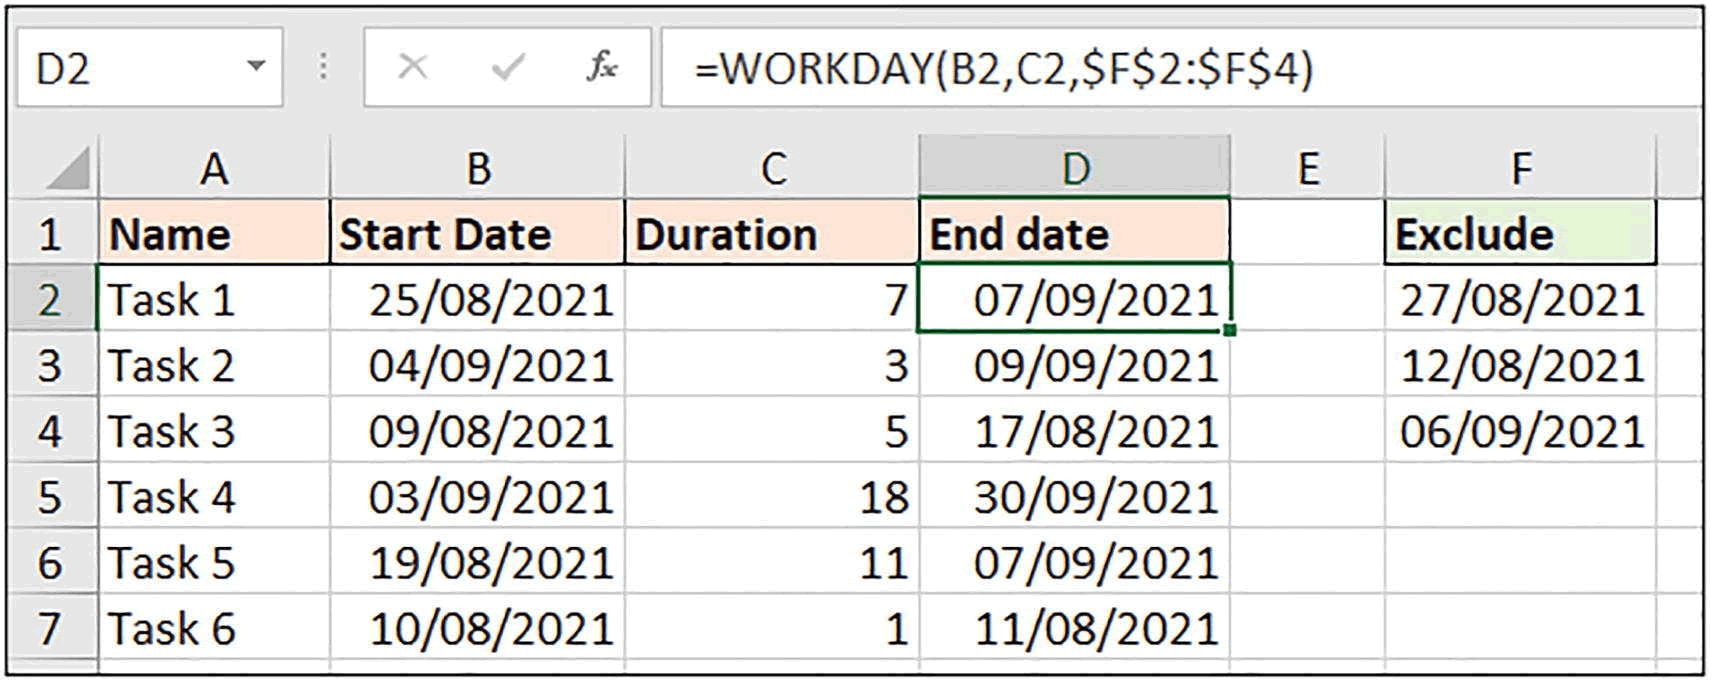 D2 fx =WORKDAY(B2,C2,$F$2:$F$4)
A B C D E F
1 Name Start Date Duration End date Exclude
2 Task 1 25/08/2021 7 07/09/2021 27/08/2021
3 Task 2 04/09/2021 3 09/09/2021 12/08/2021
4 Task 3 09/08/2021 5 17/08/2021 06/09/2021
5 Task 4 03/09/2021 18 30/09/2021
6 Task 5 19/08/2021 11 07/09/2021
7 Task 6 10/08/2021 1 11/08/2021